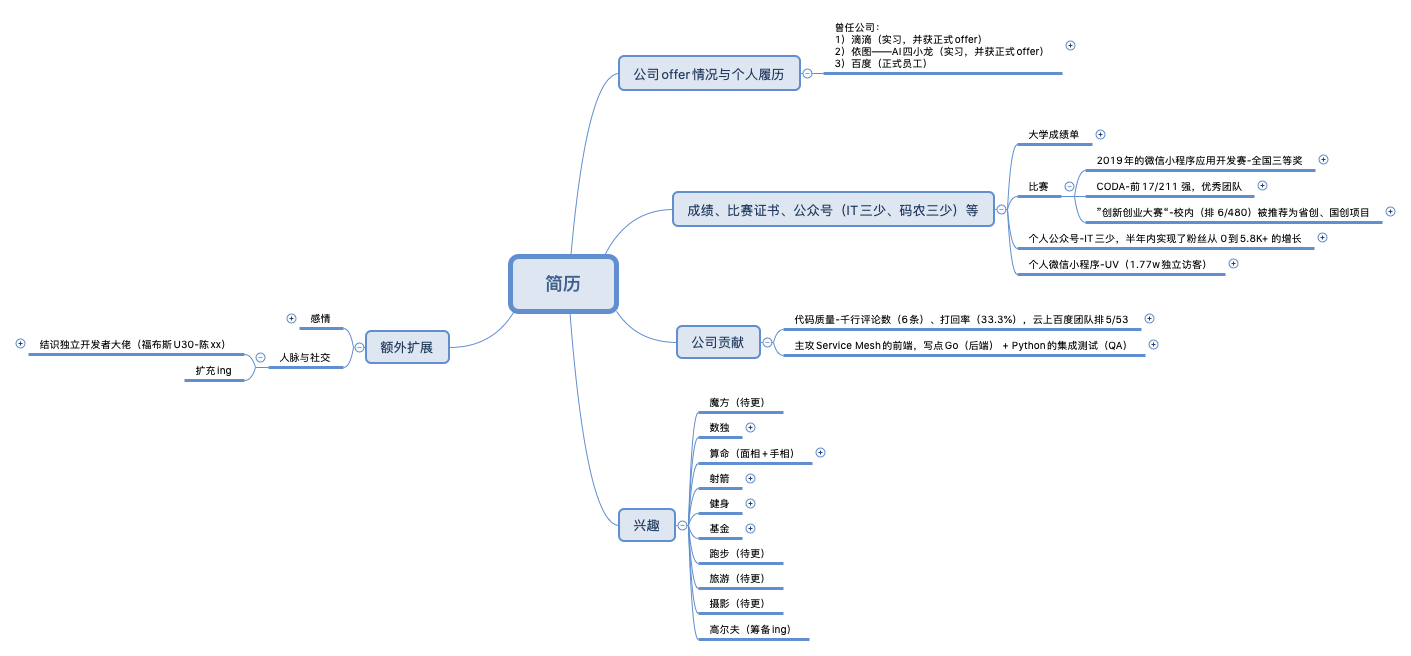 简历
公司offer情况与个人履历
曾任公司：
1）滴滴（实习，并获正式offer）
2）依图——AI四小龙（实习，并获正式offer）
3）百度（正式员工）
成绩、比赛证书、公众号（IT三少、码农三少）等
大学成绩单
比赛
2019年的微信小程序应用开发赛-全国三等奖
CODA-前17/211 强，优秀团队
”创新创业大赛“-校内（排 6/480）被推荐为省创、国创项目
个人公众号-IT三少，半年内实现了粉丝从 0到5.8K+ 的增长
个人微信小程序-UV（1.77w独立访客）
公司贡献
代码质量-千行评论数（6条）、打回率（33.3%），云上百度团队排5/53
主攻Service Mesh的前端，写点Go（后端） + Python的集成测试（QA）
兴趣
魔方（待更）
数独
算命（面相+手相）
射箭
健身
基金
跑步（待更）
旅游（待更）
摄影（待更）
高尔夫（筹备ing）
额外扩展
感情
人脉与社交
结识独立开发者大佬（福布斯U30-陈xx）
扩充ing